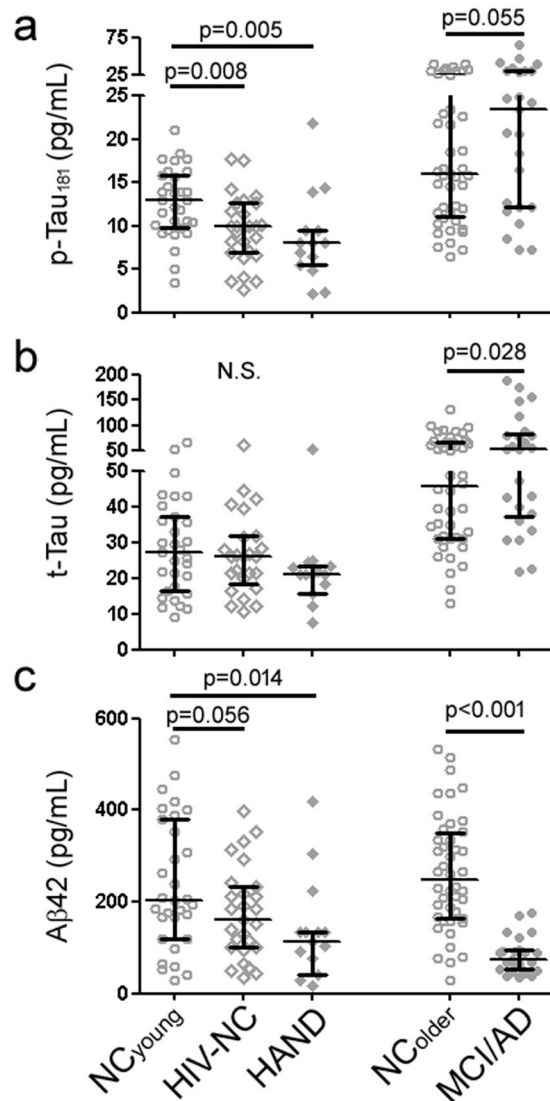 a
p=0.005
p=0.008
p=0.055
p-Tau181 (pg/mL)
75
25
25
20
15
10
5
0
b
N.S.
p=0.028
t-Tau (pg/mL)
200
150
100
50
50
40
30
20
10
0
c
p=0.014
p=0.056
p<0.001
Aβ42 (pg/mL)
600
400
200
0
NCyoung
HIV-NC
HAND
NColder
MCI//AD